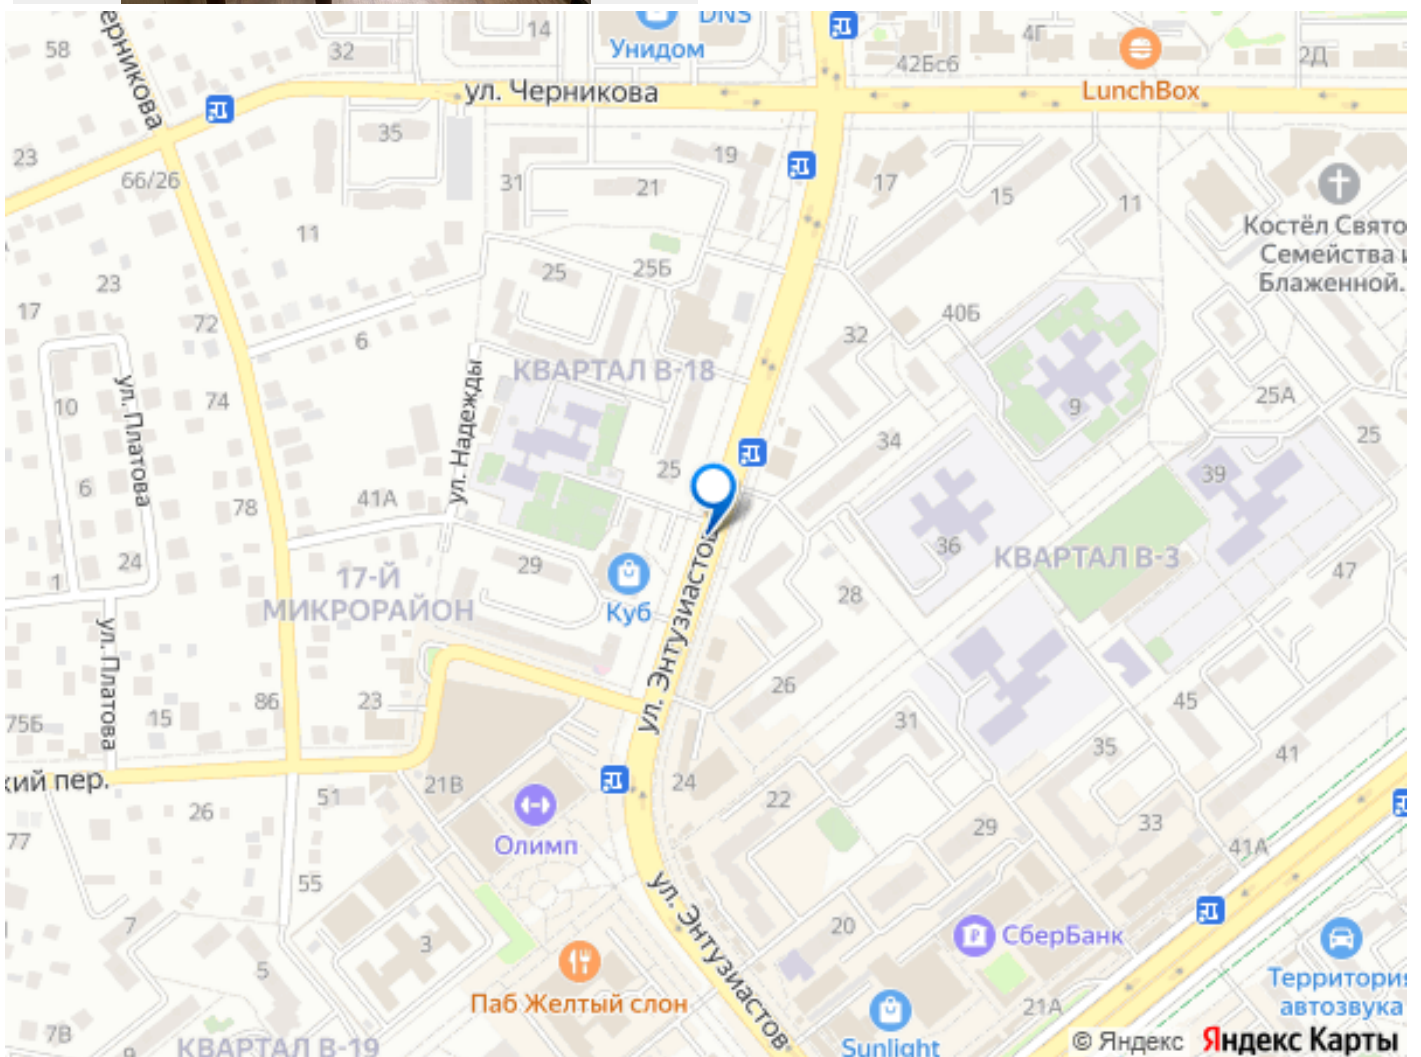 58
ерникова
32
14
DNS
Унидом
4Г
42Бс6
2Д
LunchBox
ул. Черникова
23
35
66/26
31
21
19
17
15
11
Костёл Свято
Семейства и
Блаженной.
11
23
17
72
6
25
25Б
40Б
32
КВАРТАЛ В-18
ул. Надежды
ул. Платова
10
74
9
25А
25
6
78
41А
25
34
39
24
1
17-Й
МИКРОРАЙОН
29
Куб
ул. Энтузиастов
36
КВАРТАЛ В-3
28
47
ул. Платова
75Б
15
86
23
26
31
45
35
41
кий пер.
26
51
21В
Олимп
24
22
29
33
41А
77
55
7
3
5
ул. Энтузиастов
20
СберБанк
Паб Желтый слон
Территория
автозвука
21А
7В
9
КВАРТАЛ В-19
Sunlight
© Яндекс Яндекс Карты